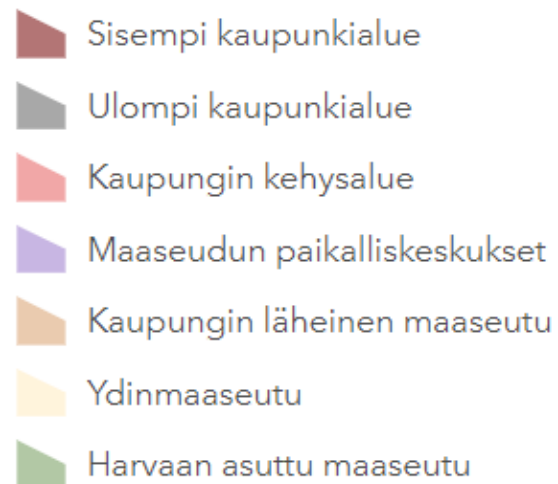 Sisempi kaupunkialue
Ulompi kaupunkialue
Kaupungin kehysalue
Maaseudun paikalliskeskukset
Kaupungin läheinen maaseutu
Ydinmaaseutu
Harvaan asuttu maaseutu